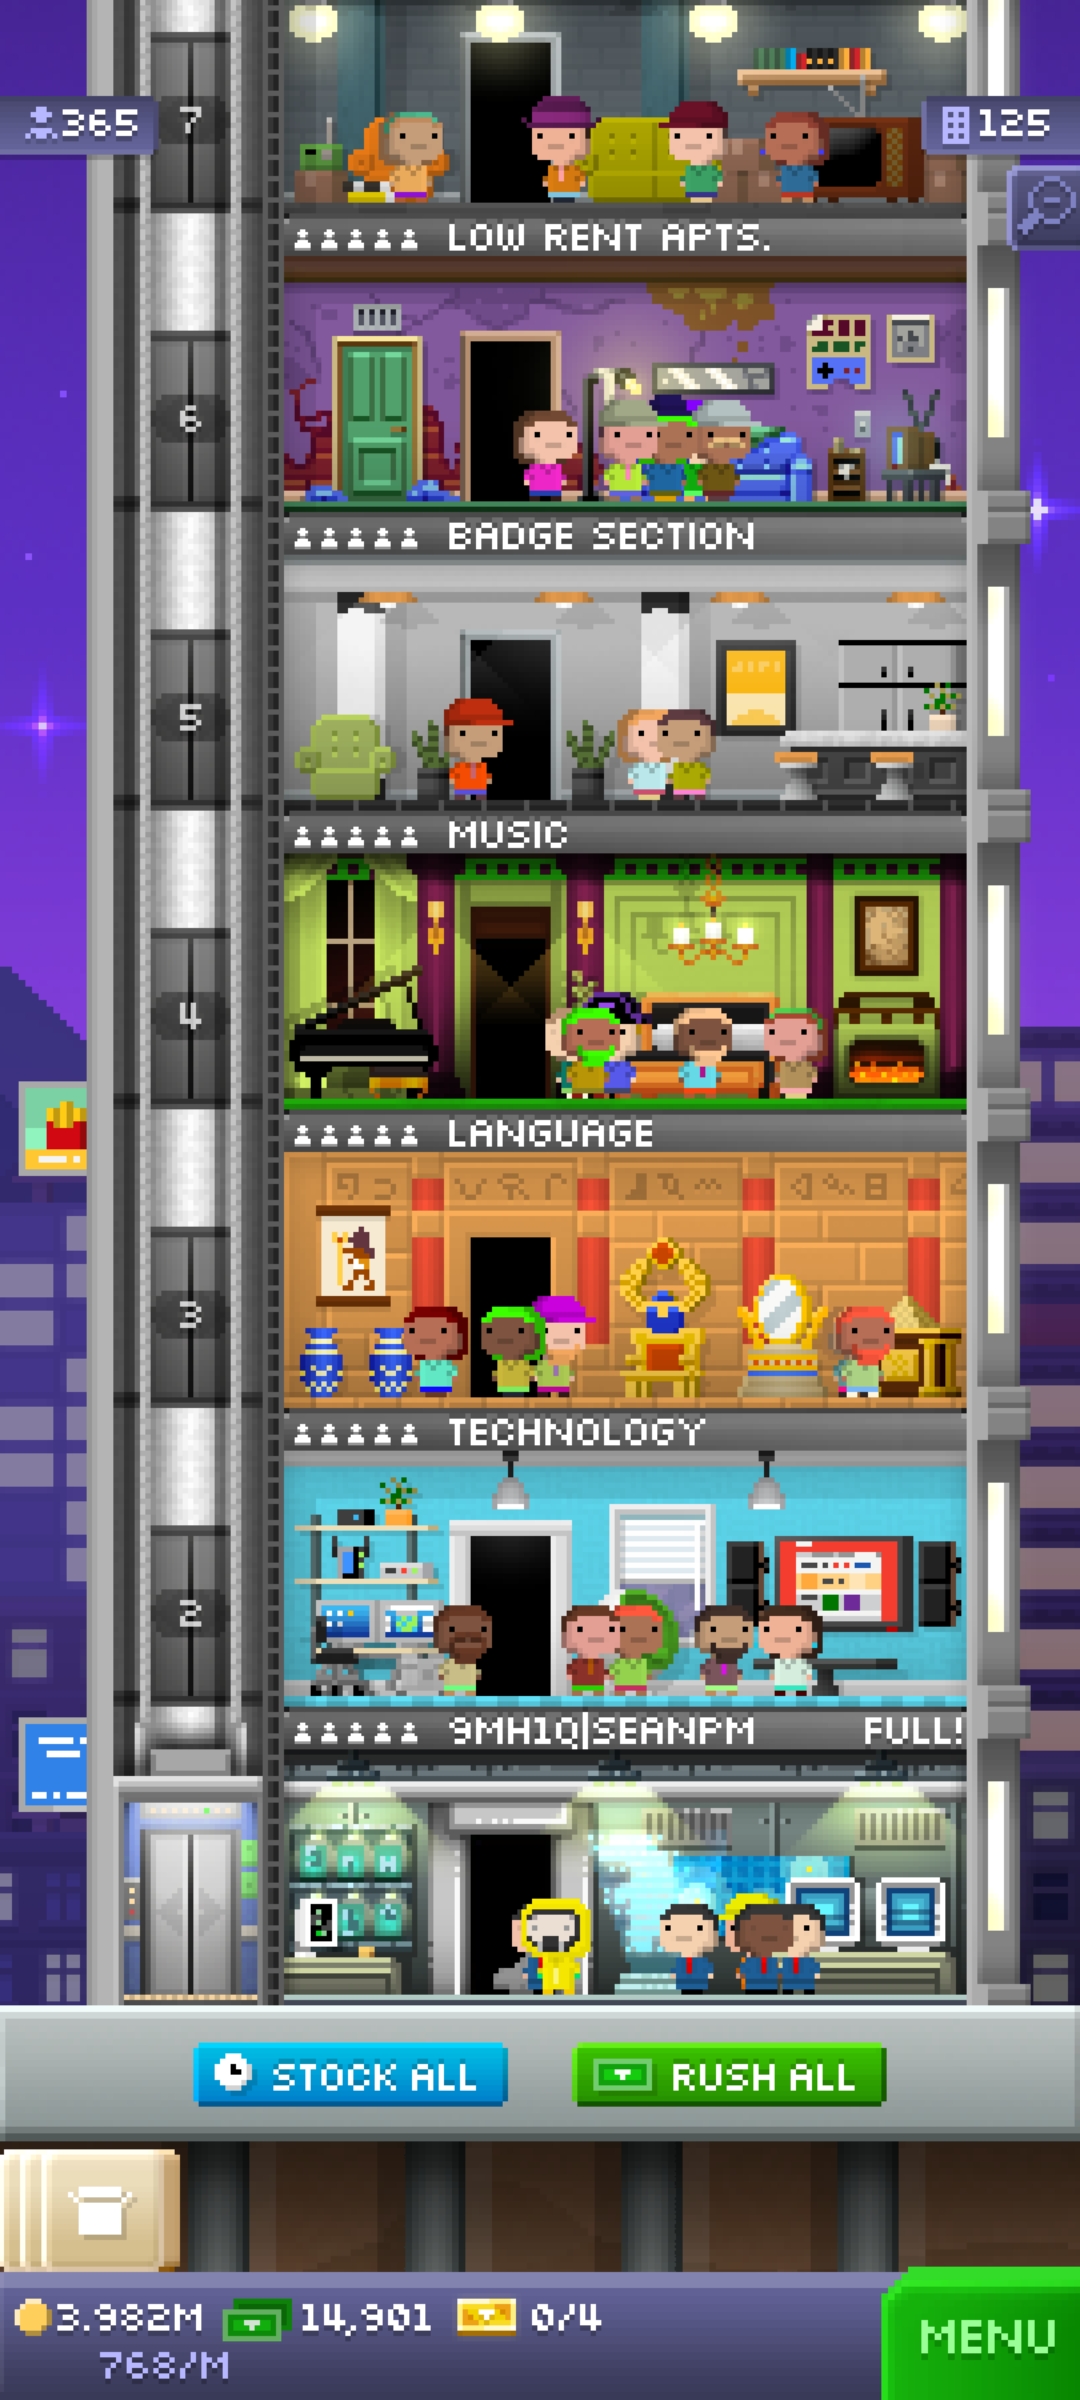 365
7
125
LOW RENT APTS.
6
BADGE SECTION
5
MUSIC
4
LANGUAGE
3
TECHNOLOGY
2
9MH1Q|SEANPM FULL!
STOCK ALL
RUSH ALL
3.982M
14,901
0/4
768/M
MENU